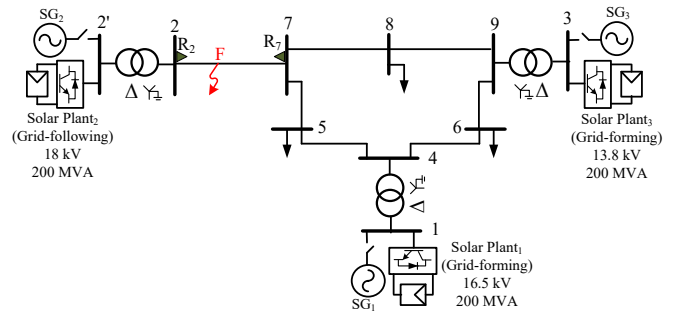 SG₂
2'
2
7
8
9
3
SG₃
R₂
F
R₇
Δ
Δ
Solar Plant₂
(Grid-following)
18 kV
200 MVA
Solar Plant₃
(Grid-forming)
13.8 kV
200 MVA
5
6
4
Δ
1
Solar Plant₁
(Grid-forming)
16.5 kV
200 MVA
SG₁